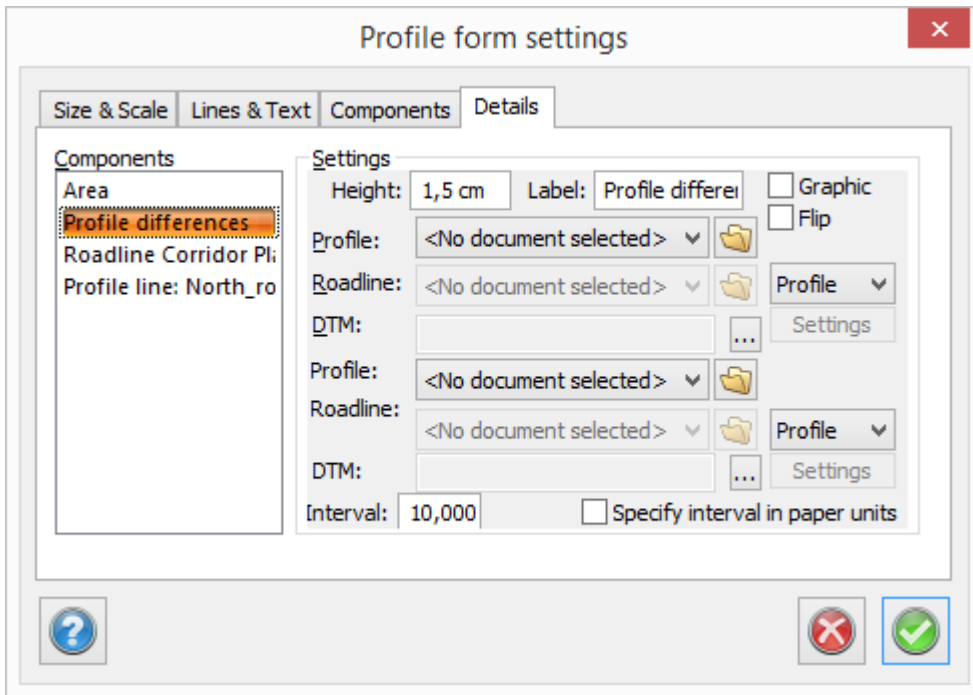 Profile form settings
Size & Scale
Lines & Text
Components
Details
Components
Area
Profile differences
Roadline Corridor Pl
Profile line: North_ro
Settings
Height: 1,5 cm Label: Profile differe
Graphic
Flip
Profile: <No document selected>
Roadline: <No document selected> Profile
DTM: ... Settings
Profile: <No document selected>
Roadline: <No document selected> Profile
DTM: ... Settings
Interval: 10,000 Specify interval in paper units